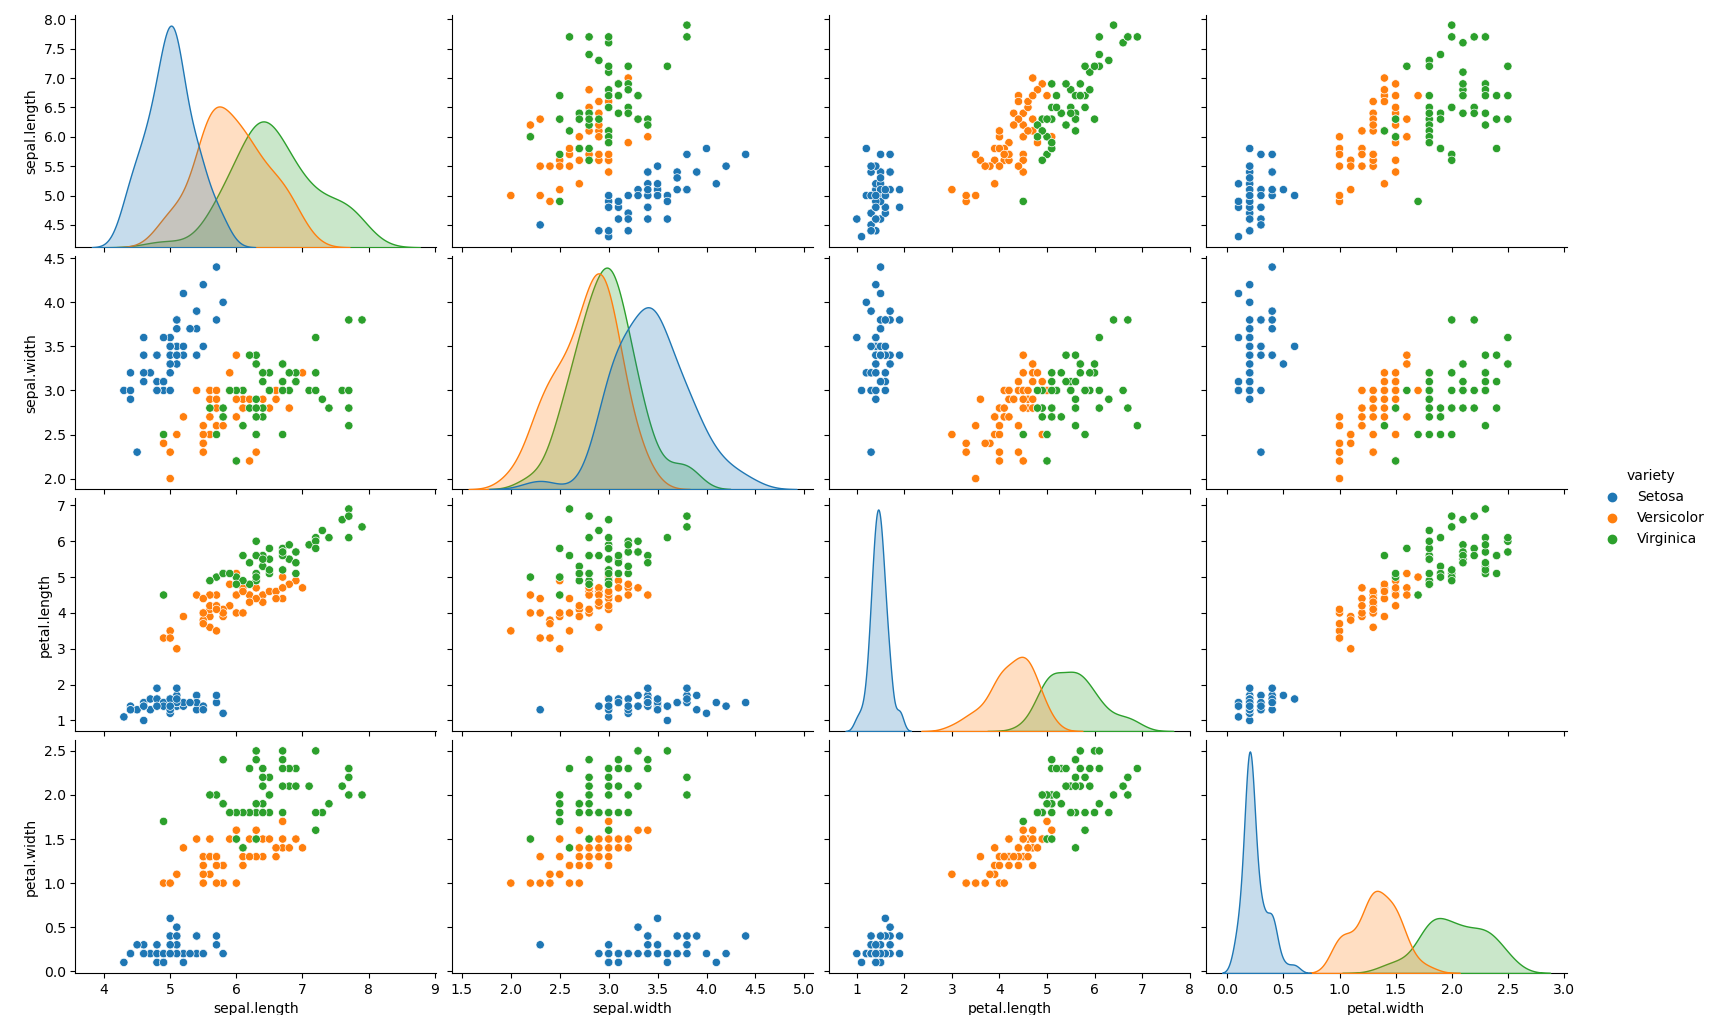 8.0
7.5
7.0
6.5
6.0
5.5
5.0
4.5
sepal.length
4.5
4.0
3.5
3.0
2.5
2.0
sepal.width
variety
Setosa
Versicolor
Virginica
7
6
5
4
3
2
1
petal.length
2.5
2.0
1.5
1.0
0.5
0.0
petal.width
4 5 6 7 8 9
1.5 2.0 2.5 3.0 3.5 4.0 4.5 5.0
1 2 3 4 5 6 7 8
0.0 0.5 1.0 1.5 2.0 2.5 3.0
sepal.length
sepal.width
petal.length
petal.width